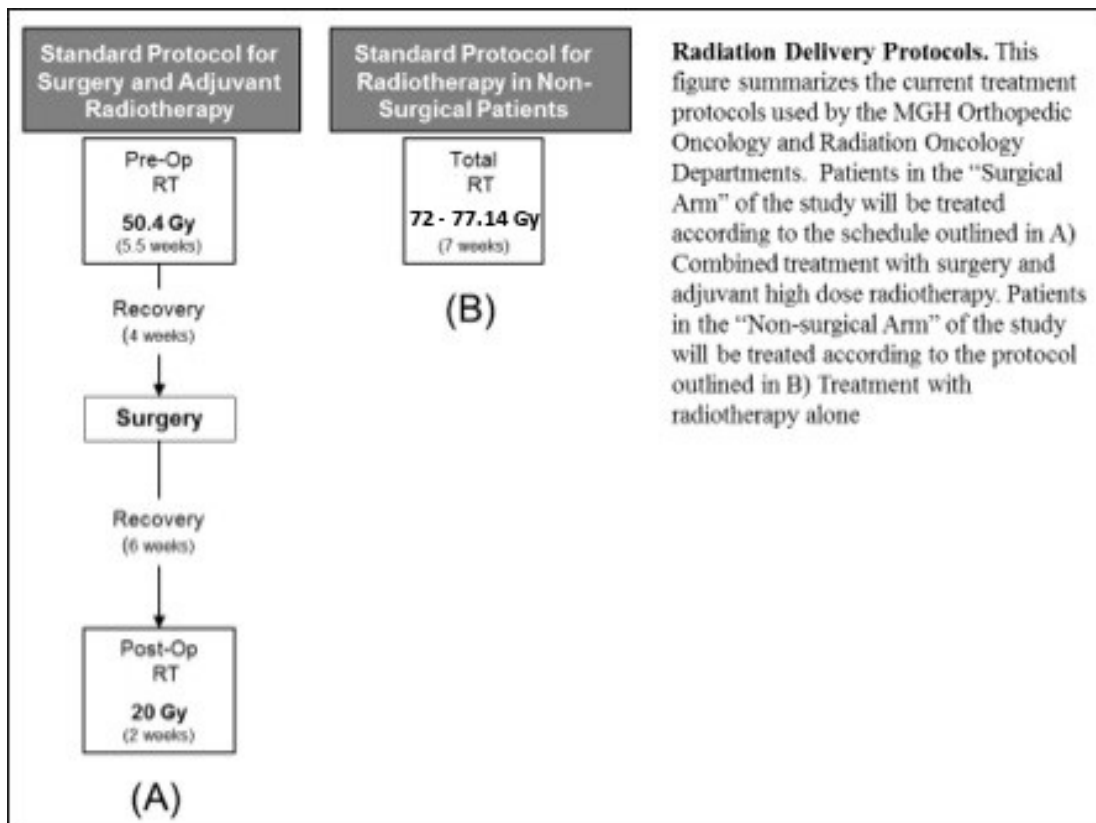 Standard Protocol for
Surgery and Adjuvant
Radiotherapy
Pre-Op
RT
50.4 Gy
(5.5 weeks)
Recovery
(4 weeks)
Surgery
Recovery
(6 weeks)
Post-Op
RT
20 Gy
(2 weeks)
(A)
Standard Protocol for
Radiotherapy in Non-
Surgical Patients
Total
RT
72 - 77.14 Gy
(7 weeks)
(B)
Radiation Delivery Protocols. This
figure summarizes the current treatment
protocols used by the MGH Orthopedic
Oncology and Radiation Oncology
Departments. Patients in the “Surgical
Arm” of the study will be treated
according to the schedule outlined in A)
Combined treatment with surgery and
adjuvant high dose radiotherapy. Patients
in the “Non-surgical Arm” of the study
will be treated according to the protocol
outlined in B) Treatment with
radiotherapy alone